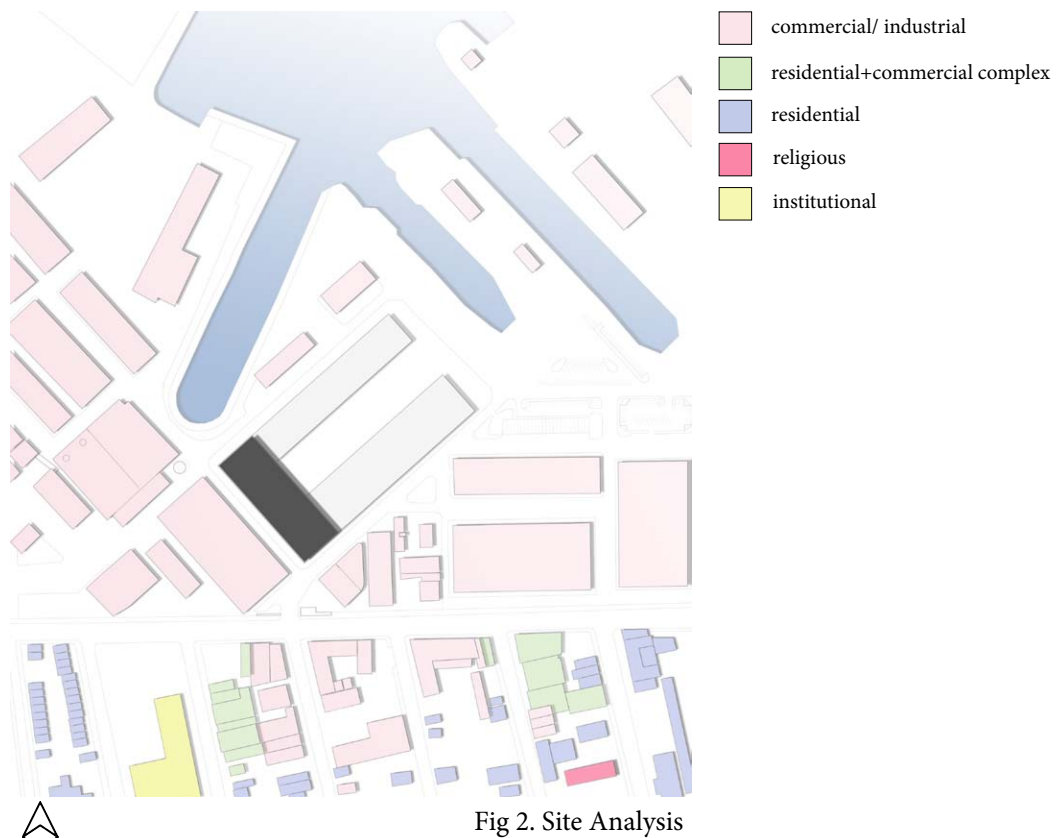 commercial/ industrial
residential+commercial complex
residential
religious
institutional
Fig 2. Site Analysis